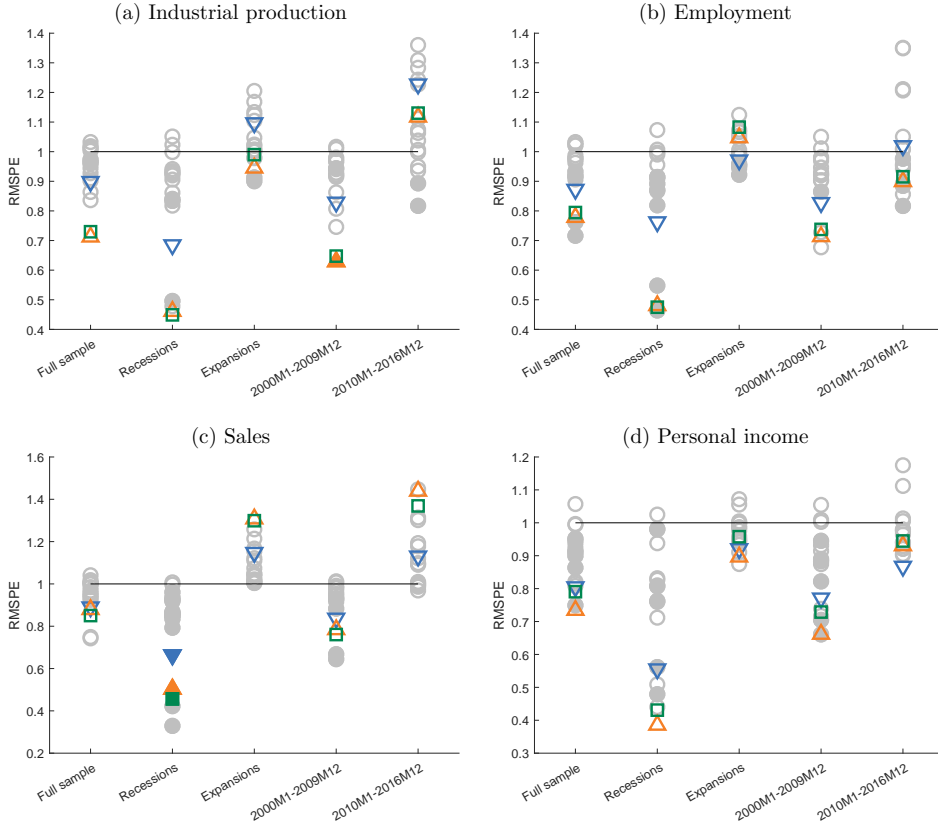 (a) Industrial production
1.4
1.3
1.2
1.1
1
0.9
0.8
0.7
0.6
0.5
0.4
RMSPE
Full sample
Recessions
Expansions
2000M1-2009M12
2010M1-2016M12
(b) Employment
1.4
1.3
1.2
1.1
1
0.9
0.8
0.7
0.6
0.5
0.4
RMSPE
Full sample
Recessions
Expansions
2000M1-2009M12
2010M1-2016M12
(c) Sales
1.6
1.4
1.2
1
0.8
0.6
0.4
0.2
RMSPE
Full sample
Recessions
Expansions
2000M1-2009M12
2010M1-2016M12
(d) Personal income
1.2
1.1
1
0.9
0.8
0.7
0.6
0.5
0.4
0.3
RMSPE
Full sample
Recessions
Expansions
2000M1-2009M12
2010M1-2016M12